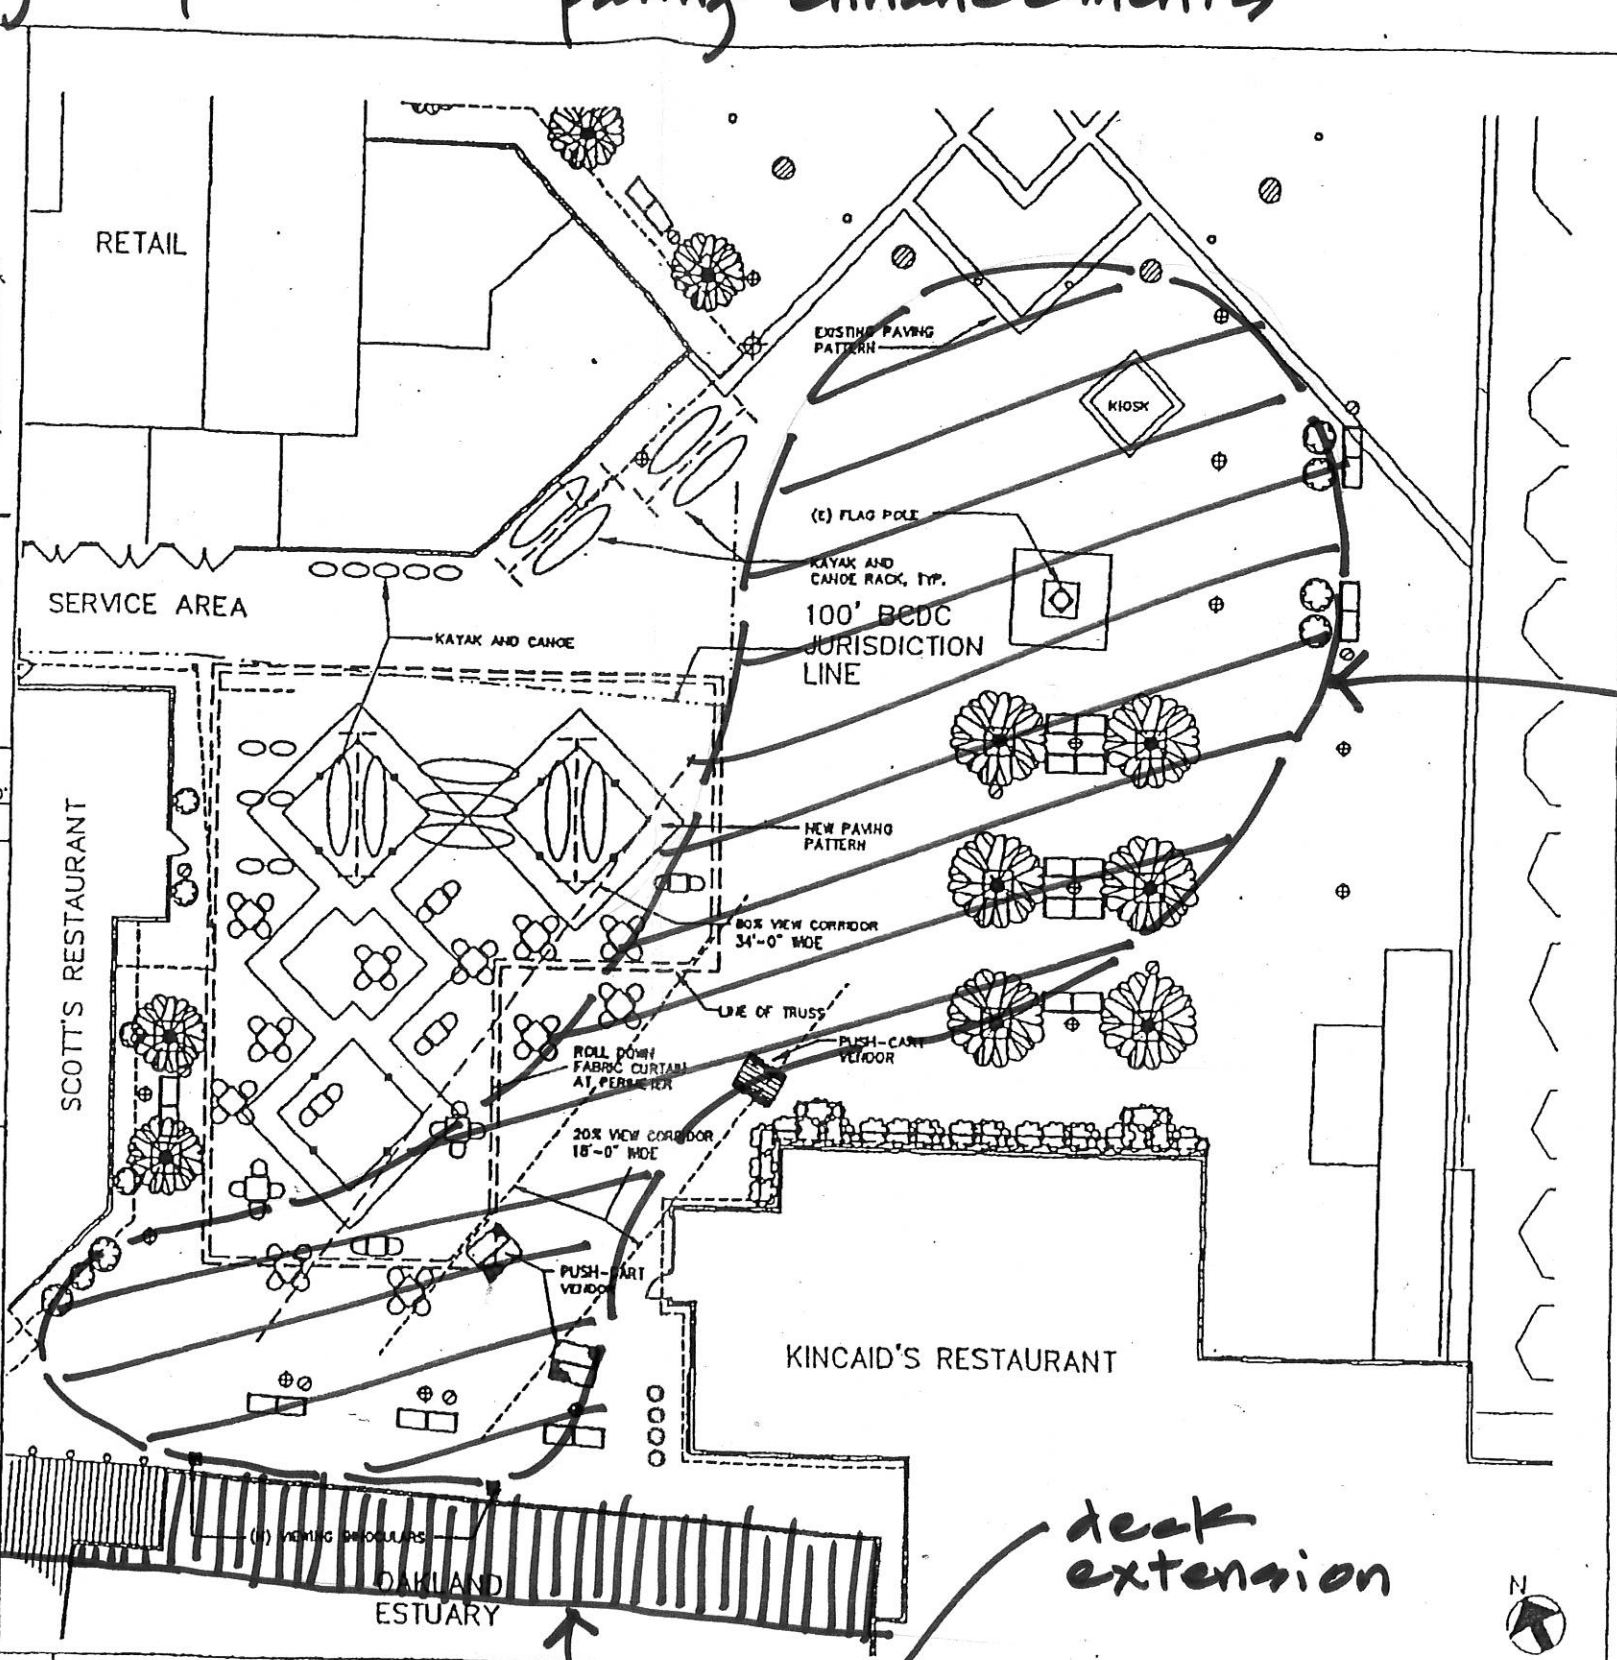 paving enhancements
RETAIL
EXISTING PAVING
PATTERN
KIOSK
(E) FLAG POLE
KAYAK AND
CANOE RACK, TYP.
100' BCDC
JURISDICTION
LINE
SERVICE AREA
KAYAK AND CANOE
SCOTT'S RESTAURANT
NEW PAVING
PATTERN
80% VIEW CORRIDOR
34'-0" WIDE
LINE OF TRUSS
PUSH-CART
VENDOR
ROLL DOWN
FABRIC CURTAIN
AT PERIMETER
20% VIEW CORRIDOR
18'-0" WIDE
PUSH-CART
VENDOR
KINCAID'S RESTAURANT
(N) VIEWING BINOCULARS
OAKLAND
ESTUARY
deck
extension
N